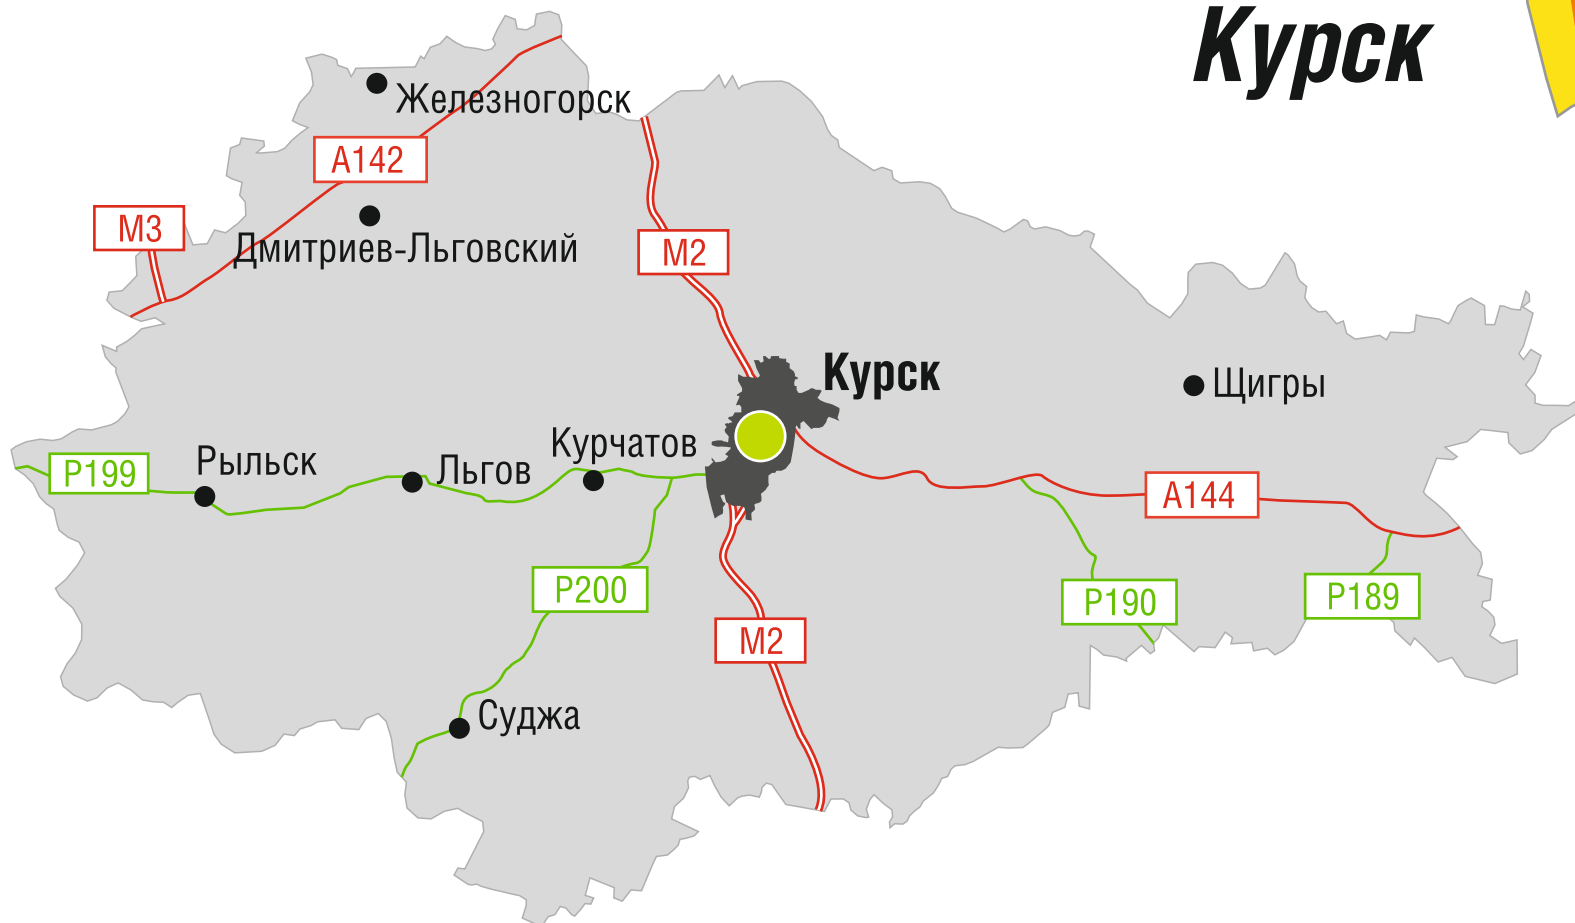 Курск
Железногорск
А142
М3
Дмитриев-Льговский
М2
Курск
Щигры
Курчатов
Рыльск
Льгов
Р199
А144
Р200
Р190
Р189
М2
Суджа